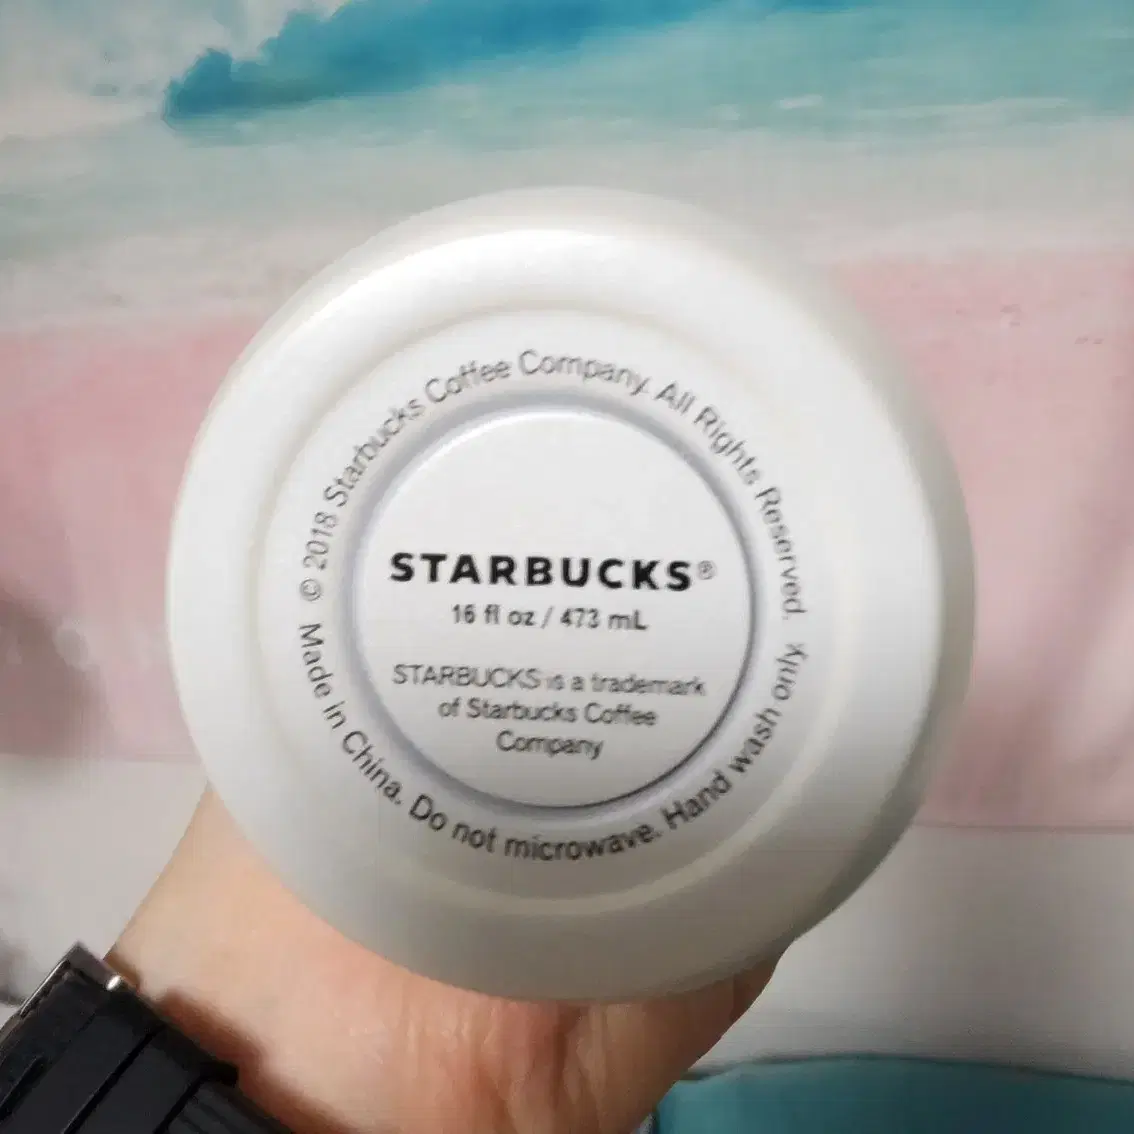 © 2018 Starbucks Coffee Company. All Rights Reserved.
STARBUCKS®
16 fl oz / 473 mL
STARBUCKS is a trademark
of Starbucks Coffee
Company
Made in China. Do not microwave. Hand wash only.